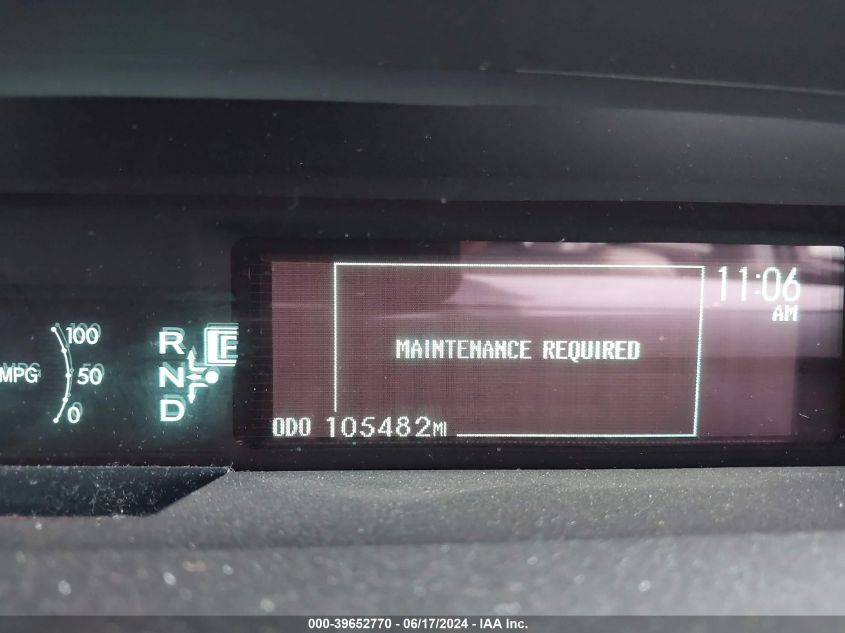 11:06
AM
100
R P
MAINTENANCE REQUIRED
MPG 50 N
0 D
ODO 105482MI
000-39652770 - 06/17/2024 - IAA Inc.